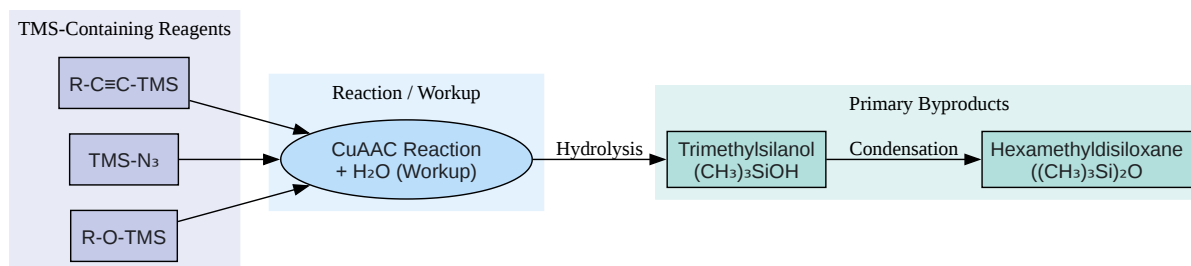 TMS-Containing Reagents
R-C≡C-TMS
TMS-N₃
R-O-TMS
Reaction / Workup
CuAAC Reaction
+ H₂O (Workup)
Hydrolysis
Primary Byproducts
Trimethylsilanol
(CH₃)₃SiOH
Condensation
Hexamethyldisiloxane
((CH₃)₃Si)₂O